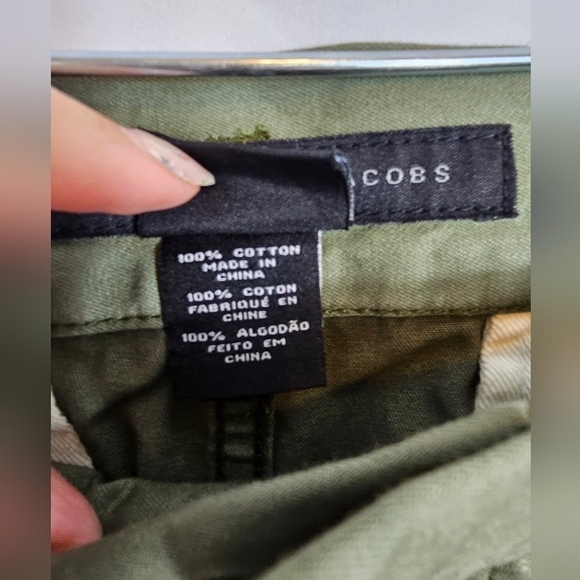 COBS
100% COTTON
MADE IN
CHINA
100% COTON
FABRIQUÉ EN
CHINE
100% ALGODÃO
FEITO EM
CHINA